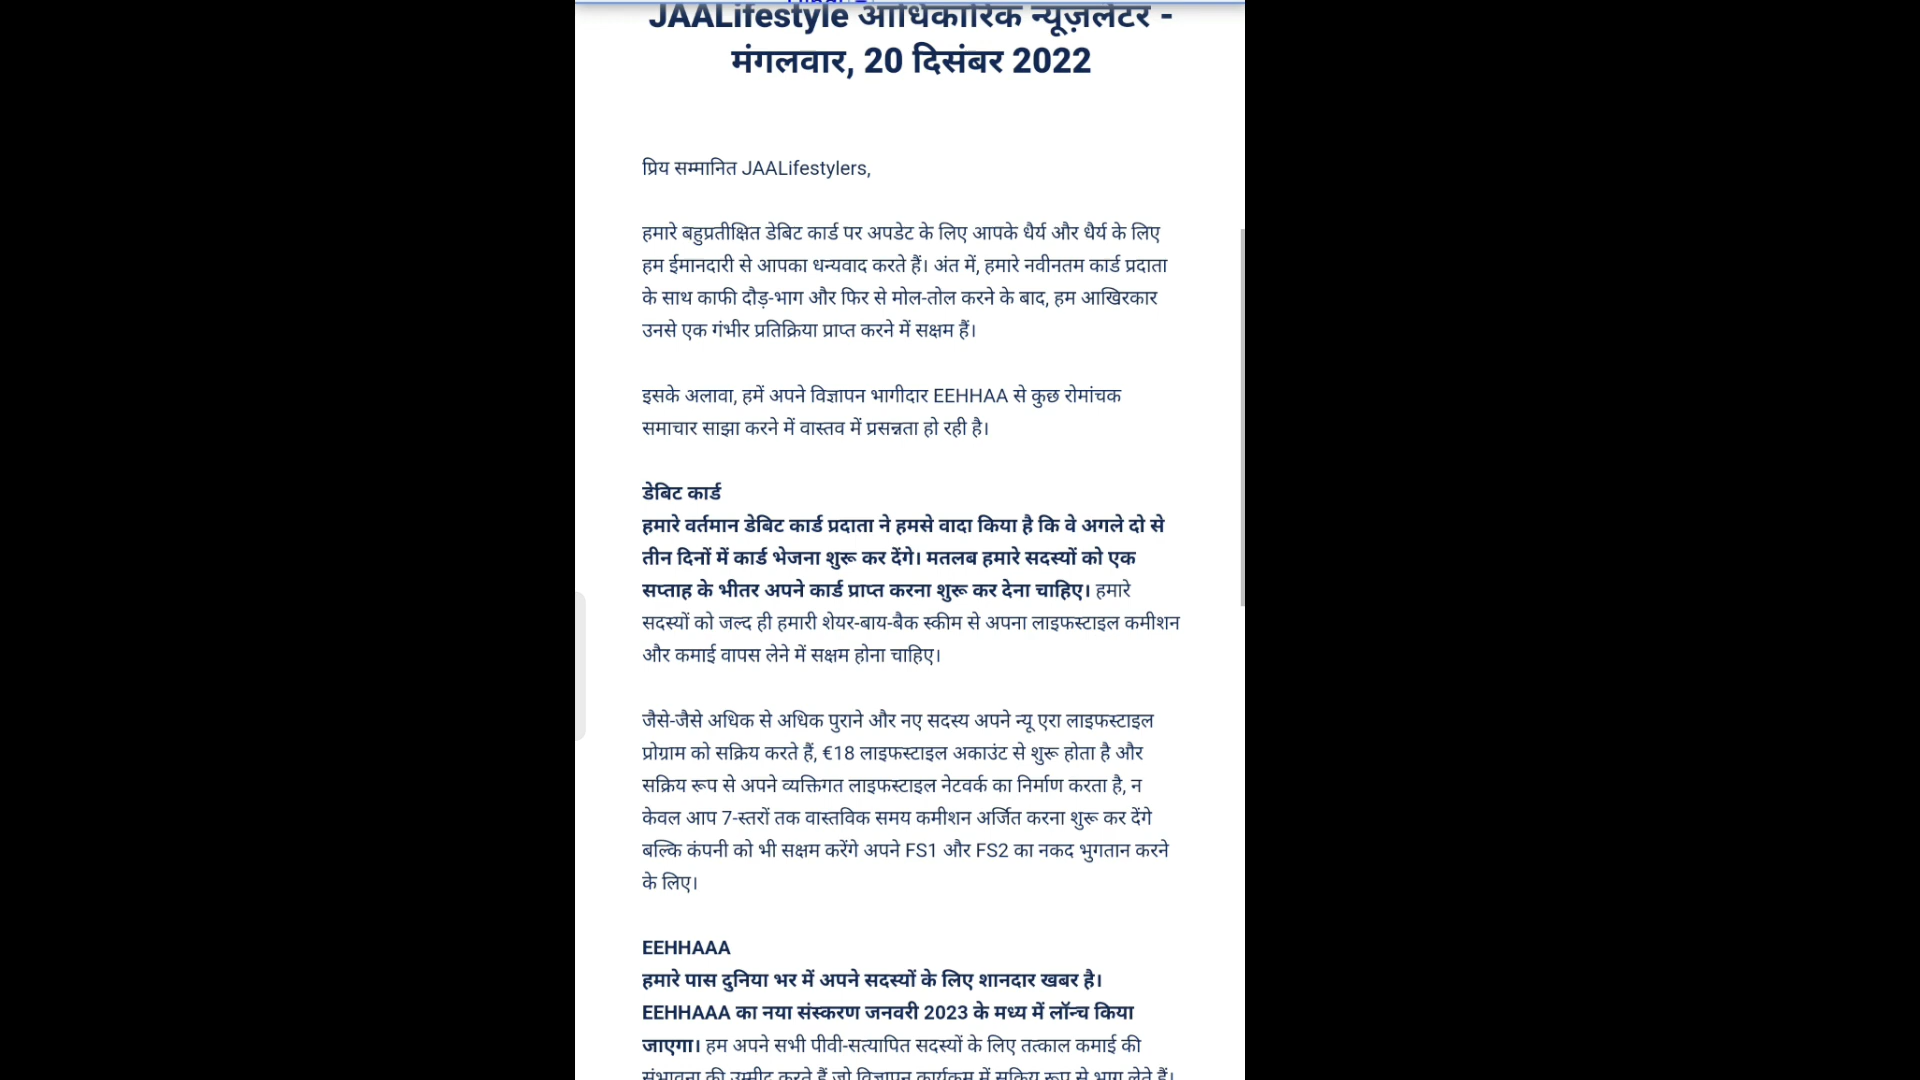 JAALifestyle आधिकारिक न्यूज़लेटर -
मंगलवार, 20 दिसंबर 2022
प्रिय सम्मानित JAALifestylers,
हमारे बहुप्रतीक्षित डेबिट कार्ड पर अपडेट के लिए आपके धैर्य और धैर्य के लिए
हम ईमानदारी से आपका धन्यवाद करते हैं। अंत में, हमारे नवीनतम कार्ड प्रदाता
के साथ काफी दौड़-भाग और फिर से मोल-तोल करने के बाद, हम आखिरकार
उनसे एक गंभीर प्रतिक्रिया प्राप्त करने में सक्षम हैं।
इसके अलावा, हमें अपने विज्ञापन भागीदार EEHHAA से कुछ रोमांचक
समाचार साझा करने में वास्तव में प्रसन्नता हो रही है।
डेबिट कार्ड
हमारे वर्तमान डेबिट कार्ड प्रदाता ने हमसे वादा किया है कि वे अगले दो से
तीन दिनों में कार्ड भेजना शुरू कर देंगे। मतलब हमारे सदस्यों को एक
सप्ताह के भीतर अपने कार्ड प्राप्त करना शुरू कर देना चाहिए। हमारे
सदस्यों को जल्द ही हमारी शेयर-बाय-बैक स्कीम से अपना लाइफस्टाइल कमीशन
और कमाई वापस लेने में सक्षम होना चाहिए।
जैसे-जैसे अधिक से अधिक पुराने और नए सदस्य अपने न्यू एरा लाइफस्टाइल
प्रोग्राम को सक्रिय करते हैं, €18 लाइफस्टाइल अकाउंट से शुरू होता है और
सक्रिय रूप से अपने व्यक्तिगत लाइफस्टाइल नेटवर्क का निर्माण करता है, न
केवल आप 7-स्तरों तक वास्तविक समय कमीशन अर्जित करना शुरू कर देंगे
बल्कि कंपनी को भी सक्षम करेंगे अपने FS1 और FS2 का नकद भुगतान करने
के लिए।
EEHHAAA
हमारे पास दुनिया भर में अपने सदस्यों के लिए शानदार खबर है।
EEHHAAA का नया संस्करण जनवरी 2023 के मध्य में लॉन्च किया
जाएगा। हम अपने सभी पीवी-सत्यापित सदस्यों के लिए तत्काल कमाई की
संभावना की उम्मीद करते हैं जो विज्ञापन कार्यक्रम में सक्रिय रूप से भाग लेते हैं।